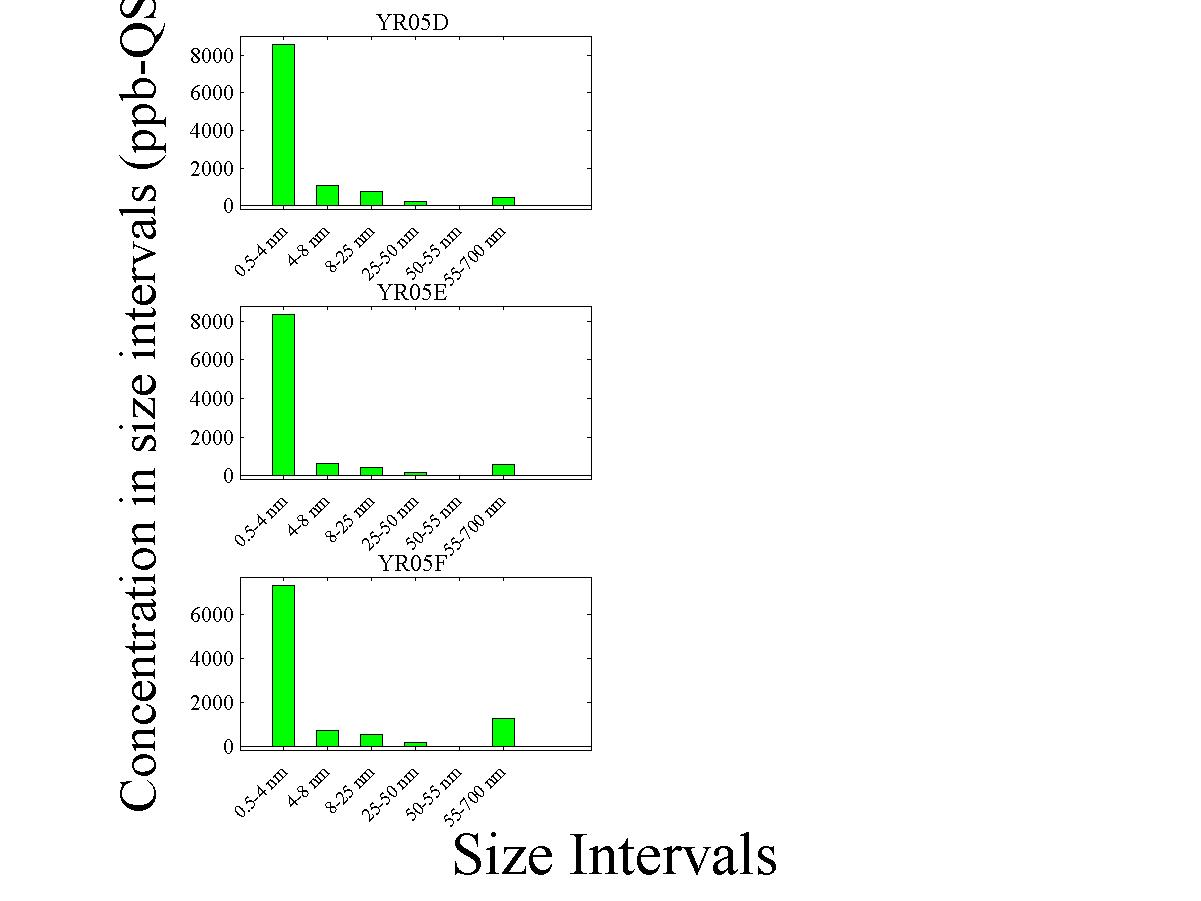 Concentration in size intervals (ppb-QS
YR05D
8000
6000
4000
2000
0
0.5-4 nm
4-8 nm
8-25 nm
25-50 nm
50-55 nm
55-700 nm
YR05E
8000
6000
4000
2000
0
0.5-4 nm
4-8 nm
8-25 nm
25-50 nm
50-55 nm
55-700 nm
YR05F
6000
4000
2000
0
0.5-4 nm
4-8 nm
8-25 nm
25-50 nm
50-55 nm
55-700 nm
Size Intervals